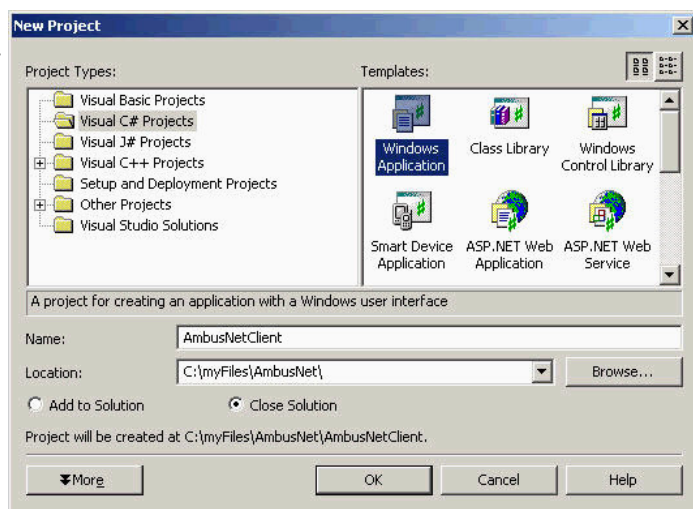 New Project
Project Types:
Templates:
Visual Basic Projects
Visual C# Projects
Visual J# Projects
Visual C++ Projects
Setup and Deployment Projects
Other Projects
Visual Studio Solutions
Windows
Application
Class Library
Windows
Control Library
Smart Device
Application
ASP.NET Web
Application
ASP.NET Web
Service
A project for creating an application with a Windows user interface
Name:
AmbusNetClient
Location:
C:\myFiles\AmbusNet\
Browse...
Add to Solution
Close Solution
Project will be created at C:\myFiles\AmbusNet\AmbusNetClient.
More
OK
Cancel
Help